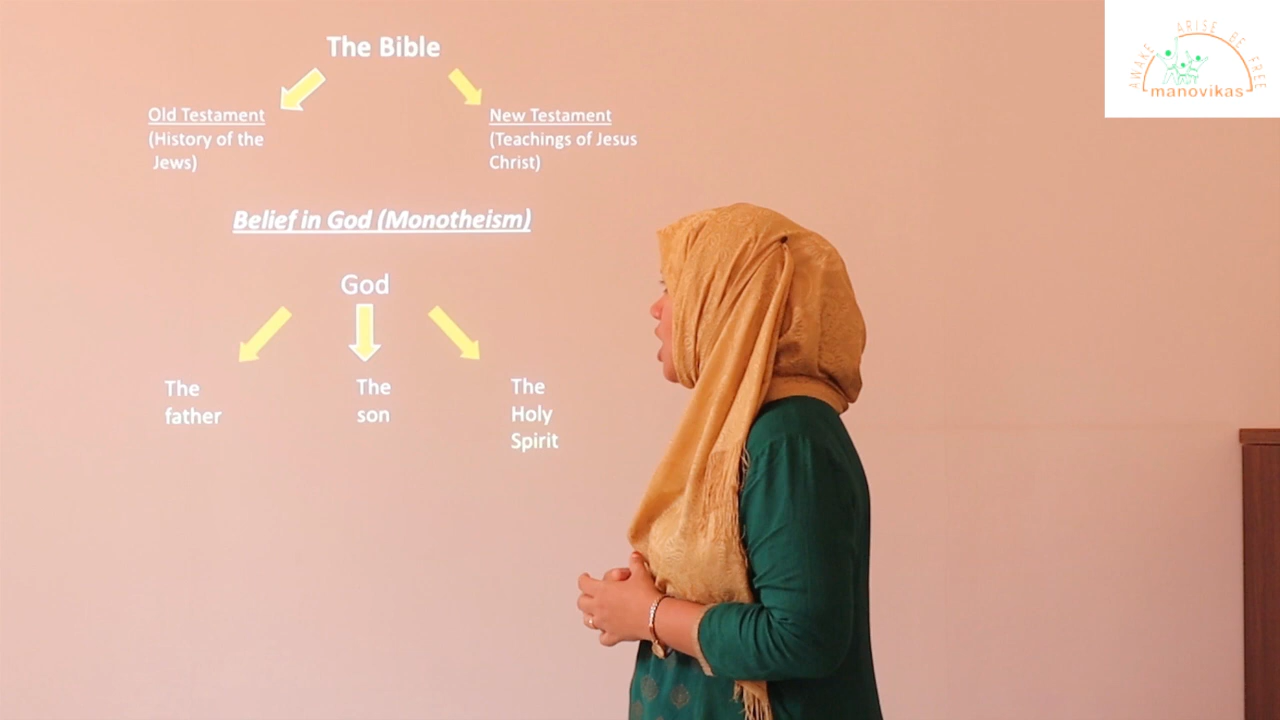 The Bible
Old Testament
(History of the
Jews)
New Testament
(Teachings of Jesus
Christ)
Belief in God (Monotheism)
God
The
father
The
son
The
Holy
Spirit
AWAKE ARISE BE FREE
manovikas